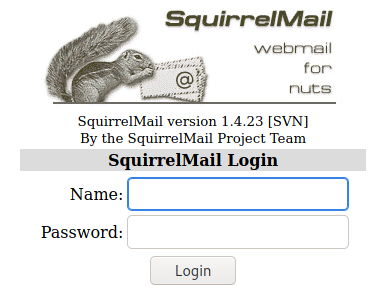 SquirrelMail
webmail
for
nuts
@
SquirrelMail version 1.4.23 [SVN]
By the SquirrelMail Project Team
SquirrelMail Login
Name:
Password:
Login